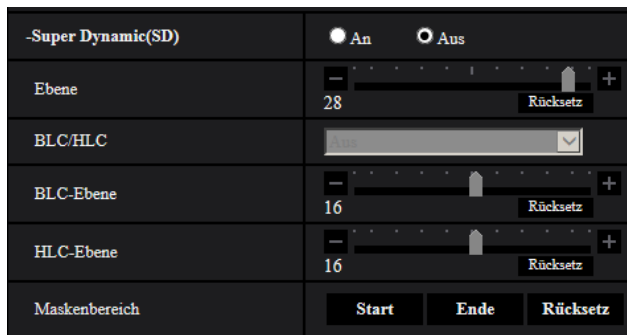 -Super Dynamic(SD) An Aus
Ebene
28 Rücksetz
BLC/HLC Aus
BLC-Ebene
16 Rücksetz
HLC-Ebene
16 Rücksetz
Maskenbereich Start Ende Rücksetz